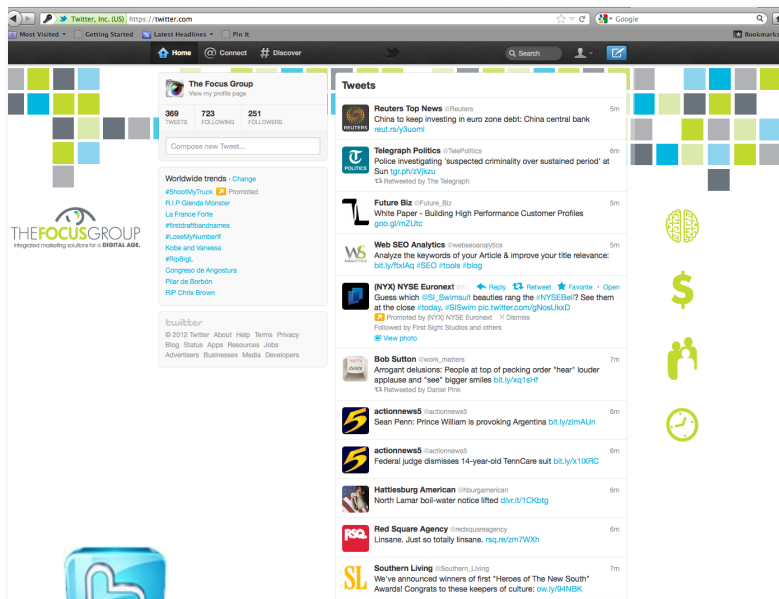 Twitter, Inc. (US) https://twitter.com
Google
Most Visited
Getting Started
Latest Headlines
Pin It
Bookmarks
Home
Connect
Discover
Search
The Focus Group
View my profile page
369
TWEETS
723
FOLLOWING
251
FOLLOWERS
Compose new Tweet...
Worldwide trends · Change
#ShootMyTruck Promoted
R.I.P Glenda Monster
La France Forte
#firstdraftbandnames
#LoseMyNumberIf
Kobe and Vanessa
#RipBigL
Congreso de Angostura
Pilar de Borbón
RIP Chris Brown
twitter
© 2012 Twitter About Help Terms Privacy
Blog Status Apps Resources Jobs
Advertisers Businesses Media Developers
THEFOCUSGROUP
integrated marketing solutions for a DIGITAL AGE.
Tweets
Reuters Top News @Reuters 5m
China to keep investing in euro zone debt: China central bank
reut.rs/y3uoml
REUTERS
Telegraph Politics @TelePolitics 5m
Police investigating 'suspected criminality over sustained period' at
Sun tgr.ph/zVjkzu
Retweeted by The Telegraph
POLITICS
Future Biz @Future_Biz 5m
White Paper - Building High Performance Customer Profiles
goo.gl/mZUtc
Web SEO Analytics @webseoanalytics 5m
Analyze the keywords of your Article & improve your title relevance:
bit.ly/ftxlAq #SEO #tools #blog
WS
ANALYTICS
(NYX) NYSE Euronext Reply Retweet Favorite · Open
Guess which @SI_Swimsuit beauties rang the #NYSEBell? See them
at the close #today. #SISwim pic.twitter.com/gNosUkxD
Promoted by (NYX) NYSE Euronext × Dismiss
Followed by First Sight Studios and others
View photo
Bob Sutton @work_matters 7m
Arrogant delusions: People at top of pecking order "hear" louder
applause and "see" bigger smiles bit.ly/xq1sHf
Retweeted by Daniel Pink
delete
actionnews5 @actionnews5 6m
Sean Penn: Prince William is provoking Argentina bit.ly/zlmAUn
5
actionnews5 @actionnews5 6m
Federal judge dismisses 14-year-old TennCare suit bit.ly/x1lXRC
5
Hattiesburg American @hburgamerican 6m
North Lamar boil-water notice lifted dlvr.it/1CKbtg
Red Square Agency @redsquareagency 6m
Linsane. Just so totally linsane. rsq.re/zm7WXh
RSQ.
Southern Living @Southern_Living 7m
We've announced winners of first "Heroes of The New South"
Awards! Congrats to these keepers of culture: ow.ly/94NBK
SL
$